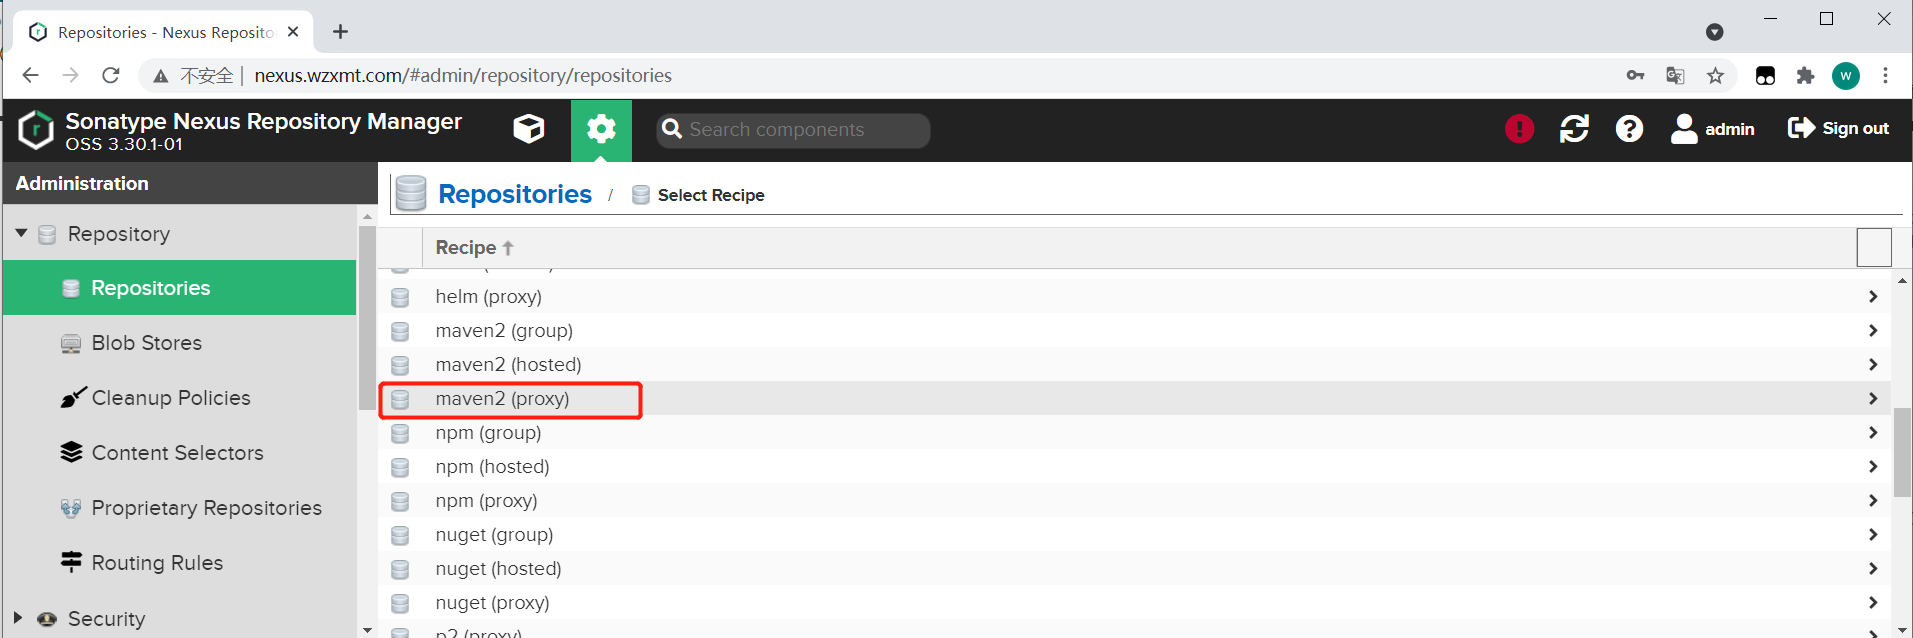 Repositories - Nexus Reposito
不安全 | nexus.wzxmt.com/#admin/repository/repositories
W
Sonatype Nexus Repository Manager
OSS 3.30.1-01
Search components
admin
Sign out
Administration
Repositories / Select Recipe
Repository
Repositories
Blob Stores
Cleanup Policies
Content Selectors
Proprietary Repositories
Routing Rules
Security
Recipe
helm (proxy)
maven2 (group)
maven2 (hosted)
maven2 (proxy)
npm (group)
npm (hosted)
npm (proxy)
nuget (group)
nuget (hosted)
nuget (proxy)
p2 (proxy)